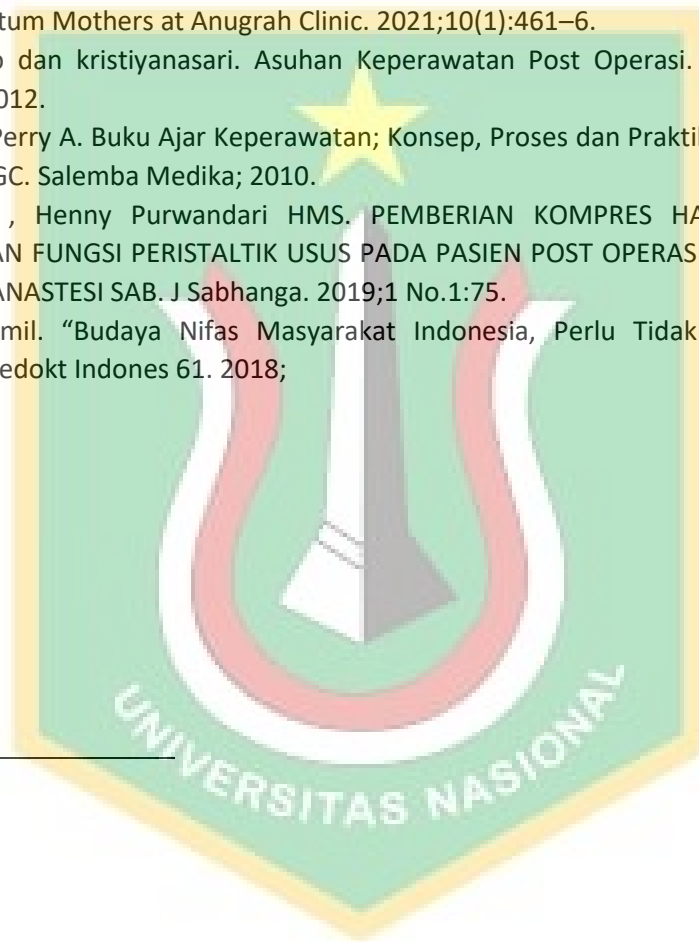 tum Mothers at Anugrah Clinic. 2021;10(1):461–6.
dan kristiyanasari. Asuhan Keperawatan Post Operasi.
012.
Perry A. Buku Ajar Keperawatan; Konsep, Proses dan Prakti
GC. Salemba Medika; 2010.
, Henny Purwandari HMS. PEMBERIAN KOMPRES HA
AN FUNGSI PERISTALTIK USUS PADA PASIEN POST OPERAS
ANASTESI SAB. J Sabhanga. 2019;1 No.1:75.
mil. “Budaya Nifas Masyarakat Indonesia, Perlu Tidak
edokt Indones 61. 2018;
UNIVERSITAS NASIONAL